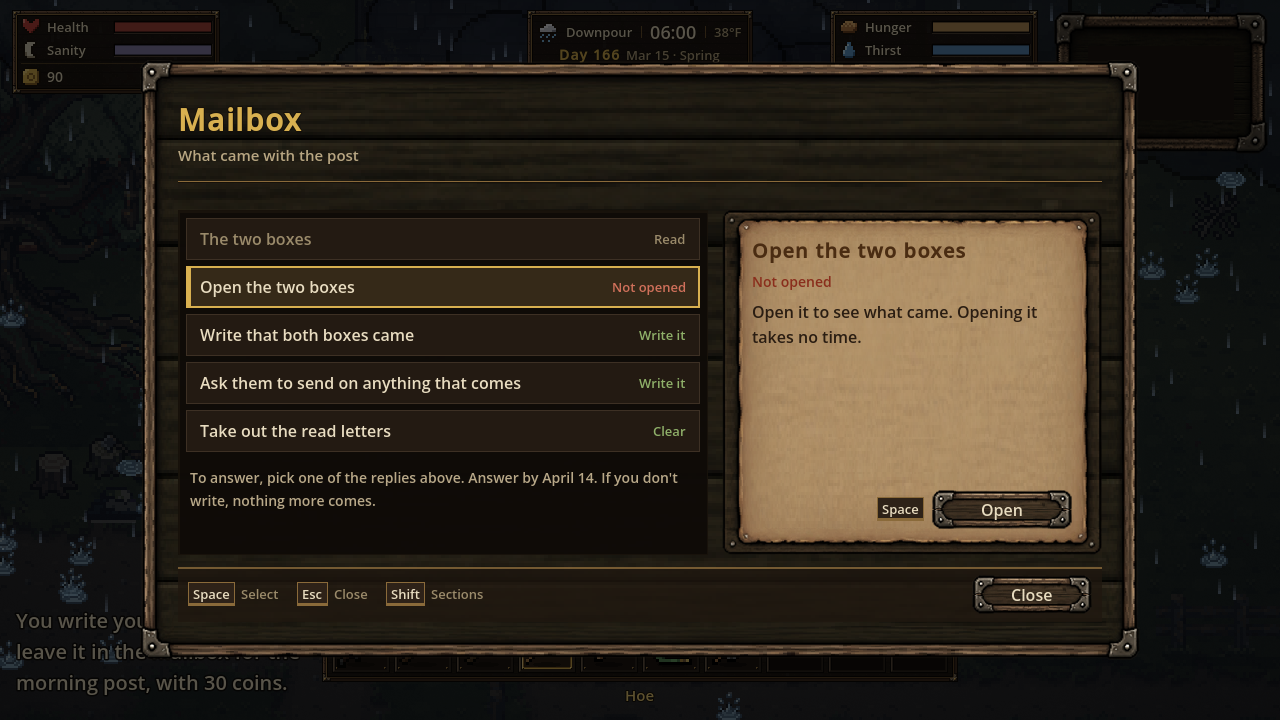 Health
Sanity
90
Downpour 06:00 38°F
Day 166 Mar 15 · Spring
Hunger
Thirst
Mailbox
What came with the post
The two boxes Read
Open the two boxes Not opened
Write that both boxes came Write it
Ask them to send on anything that comes Write it
Take out the read letters Clear
To answer, pick one of the replies above. Answer by April 14. If you don't
write, nothing more comes.
Open the two boxes
Not opened
Open it to see what came. Opening it
takes no time.
Space Open
Space Select Esc Close Shift Sections
Close
You write
leave it in the
morning post, with 30 coins.
Hoe